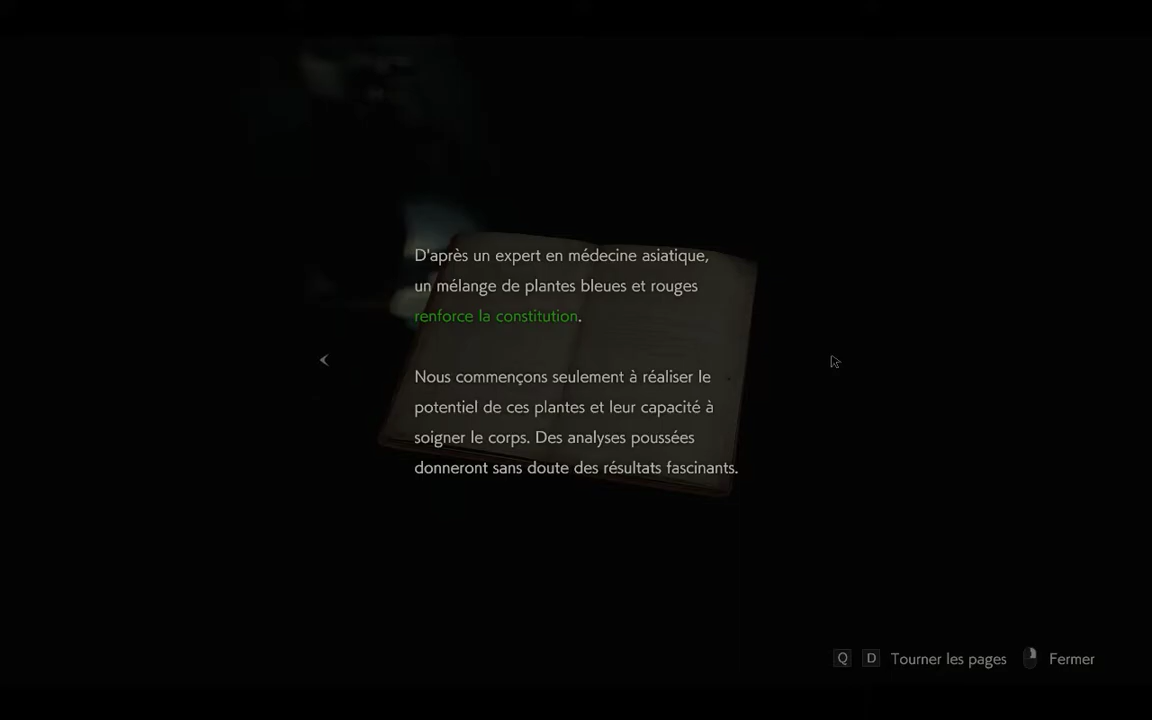 D'après un expert en médecine asiatique,
un mélange de plantes bleues et rouges
renforce la constitution.
Nous commençons seulement à réaliser le
potentiel de ces plantes et leur capacité à
soigner le corps. Des analyses poussées
donneront sans doute des résultats fascinants.
Q D Tourner les pages Fermer